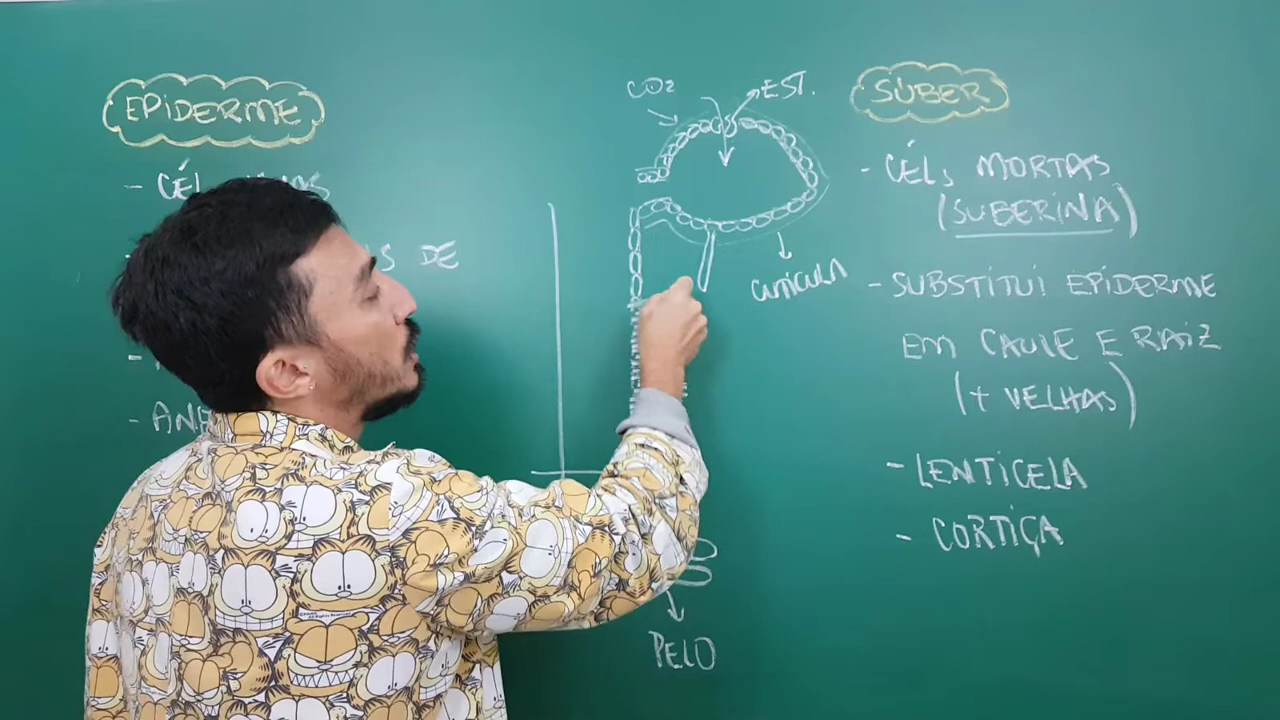 EPIDERME
- CÉL
DE
-
- ANE
CO2
EST.
CUTÍCULA
PELO
SÚBER
- CÉLS MORTAS
(SUBERINA)
- SUBSTITUI EPIDERME
EM CAULE E RAIZ
(+ VELHAS)
- LENTICELA
- CORTIÇA